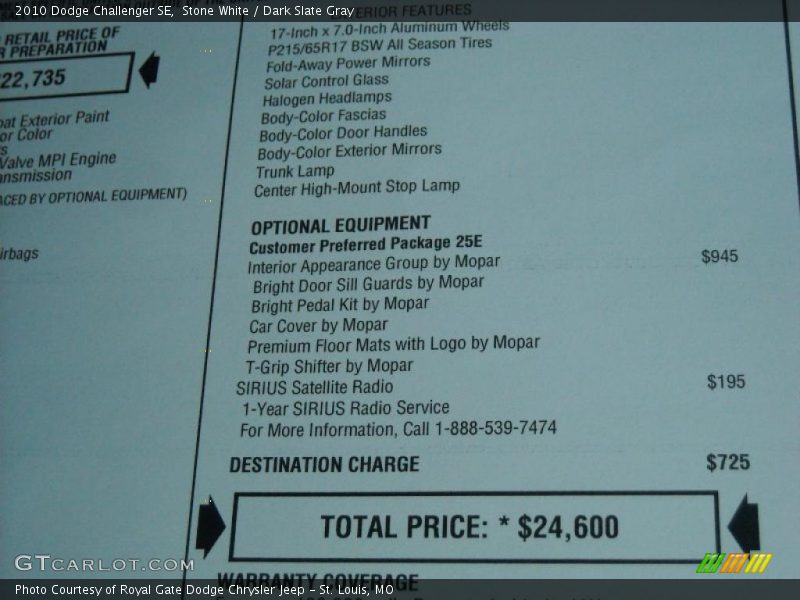 2010 Dodge Challenger SE, Stone White / Dark Slate Gray
RETAIL PRICE OF
PREPARATION
22,735
Exterior Paint
Color
Valve MPI Engine
BY OPTIONAL EQUIPMENT)
EXTERIOR FEATURES
17-Inch x 7.0-Inch Aluminum Wheels
P215/65R17 BSW All Season Tires
Fold-Away Power Mirrors
Solar Control Glass
Halogen Headlamps
Body-Color Fascias
Body-Color Door Handles
Body-Color Exterior Mirrors
Trunk Lamp
Center High-Mount Stop Lamp
OPTIONAL EQUIPMENT
Customer Preferred Package 25E
Interior Appearance Group by Mopar $945
Bright Door Sill Guards by Mopar
Bright Pedal Kit by Mopar
Car Cover by Mopar
Premium Floor Mats with Logo by Mopar
T-Grip Shifter by Mopar
SIRIUS Satellite Radio $195
1-Year SIRIUS Radio Service
For More Information, Call 1-888-539-7474
DESTINATION CHARGE $725
TOTAL PRICE: * $24,600
WARRANTY COVERAGE
GTCARLOT.COM
Photo Courtesy of Royal Gate Dodge Chrysler Jeep – St. Louis, MO